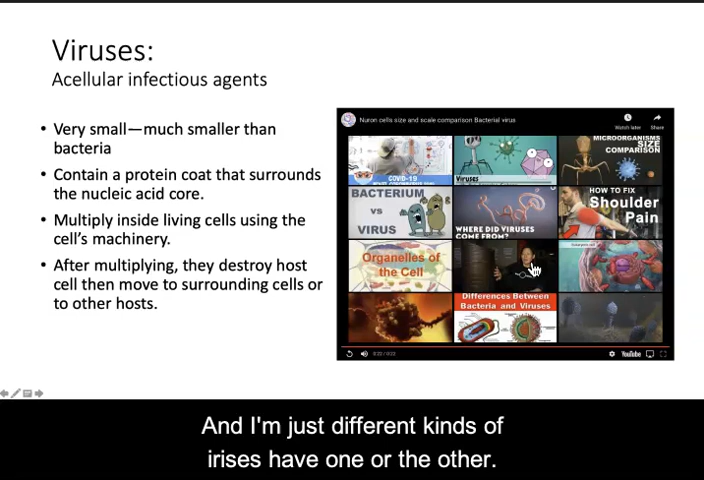 Viruses:
Acellular infectious agents
• Very small—much smaller than
bacteria
• Contain a protein coat that surrounds
the nucleic acid core.
• Multiply inside living cells using the
cell's machinery.
• After multiplying, they destroy host
cell then move to surrounding cells or
to other hosts.
Nuron cells size and scale comparison Bacterial virus
Watch later
Share
COVID-19
Viruses
MICROORGANISMS
SIZE
COMPARISON
BACTERIUM
VS
VIRUS
WHERE DID VIRUSES
COME FROM?
HOW TO FIX
Shoulder
Pain
Organelles of
the Cell
Differences Between
Bacteria and Viruses
YouTube
And I'm just different kinds of
irises have one or the other.